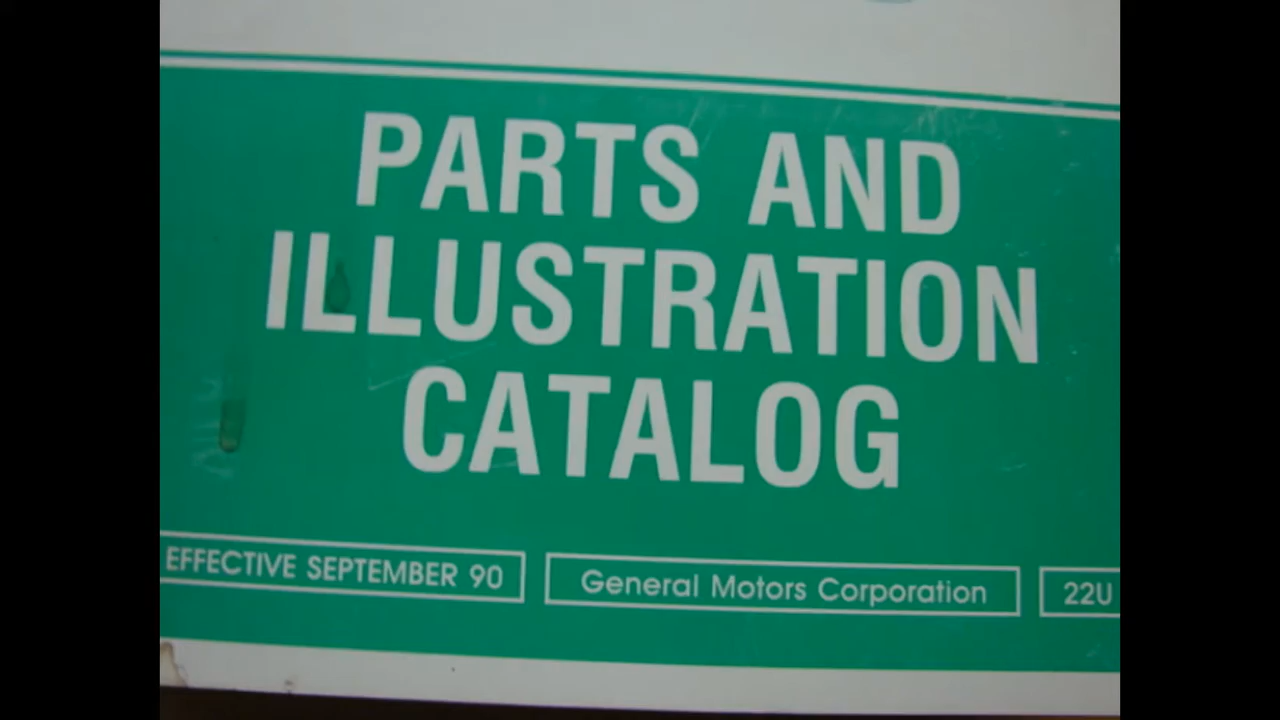 PARTS AND
ILLUSTRATION
CATALOG
EFFECTIVE SEPTEMBER 90
General Motors Corporation
22U